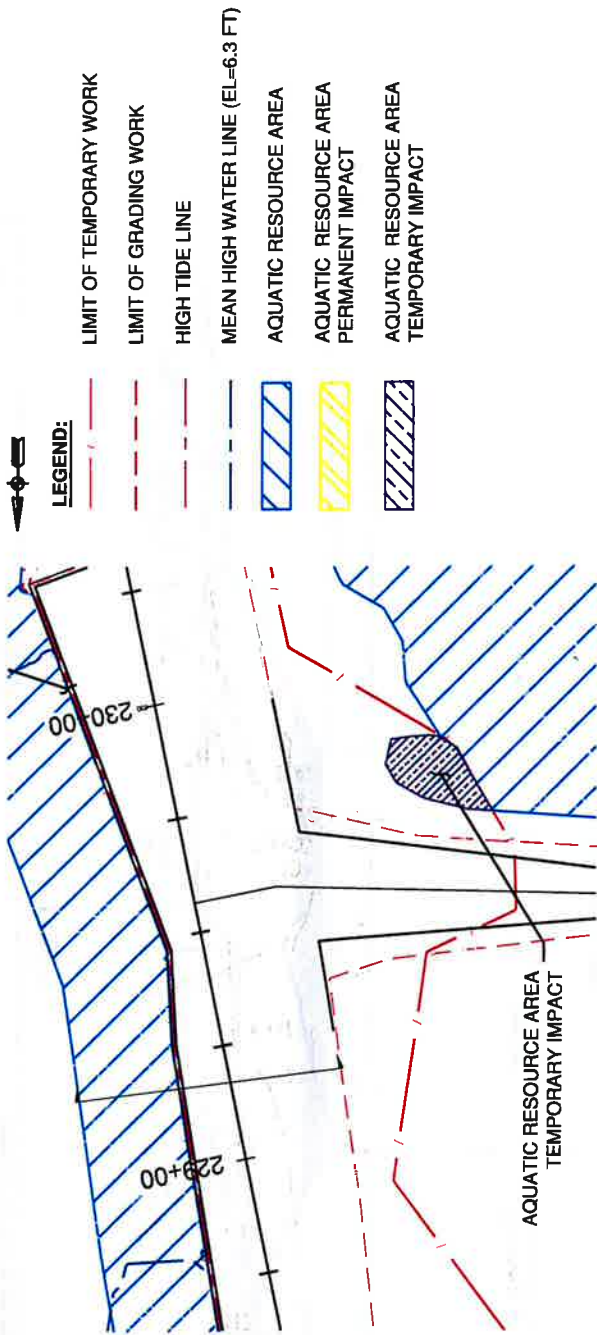 LEGEND:
LIMIT OF TEMPORARY WORK
LIMIT OF GRADING WORK
HIGH TIDE LINE
MEAN HIGH WATER LINE (EL=6.3 FT)
AQUATIC RESOURCE AREA
AQUATIC RESOURCE AREA
PERMANENT IMPACT
AQUATIC RESOURCE AREA
TEMPORARY IMPACT
230+00
229+00
AQUATIC RESOURCE AREA
TEMPORARY IMPACT